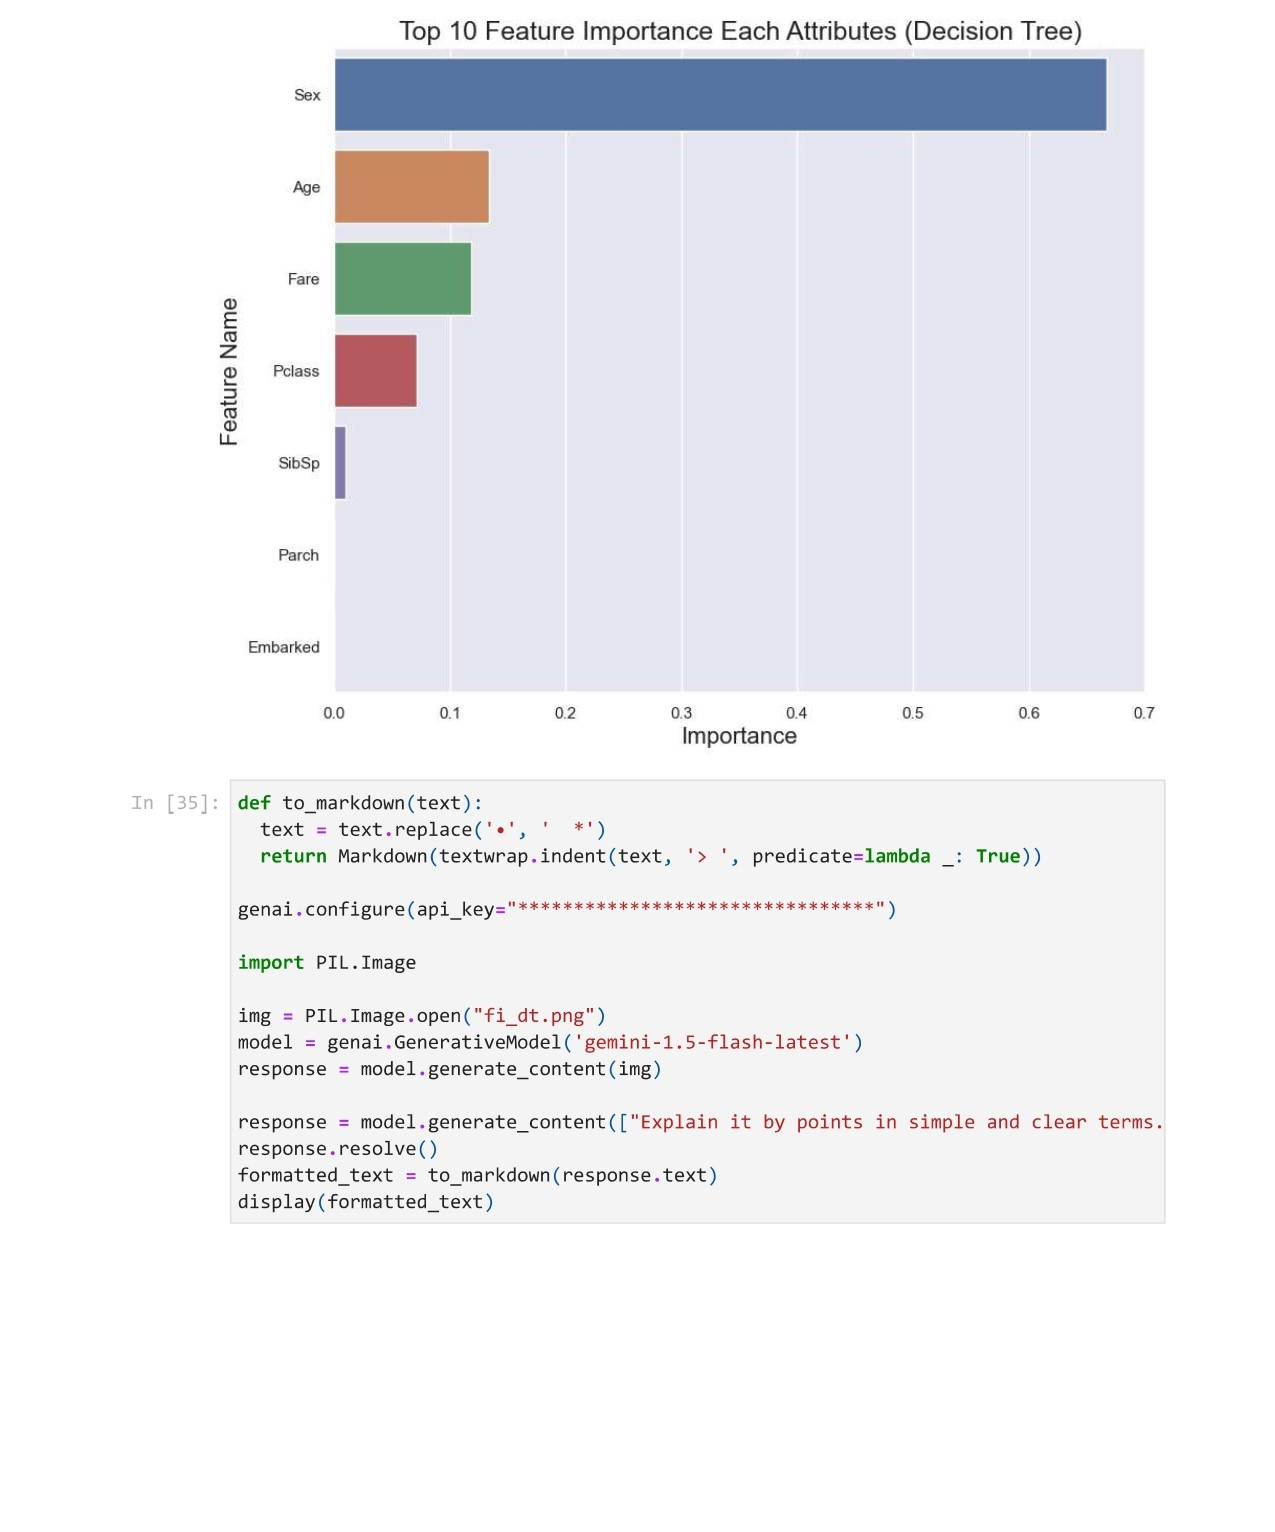 Top 10 Feature Importance Each Attributes (Decision Tree)
Feature Name
Sex
Age
Fare
Pclass
SibSp
Parch
Embarked
0.0 0.1 0.2 0.3 0.4 0.5 0.6 0.7
Importance
In [35]:
def to_markdown(text):
  text = text.replace('•', '  *')
  return Markdown(textwrap.indent(text, '> ', predicate=lambda _: True))
genai.configure(api_key="********************************")
import PIL.Image
img = PIL.Image.open("fi_dt.png")
model = genai.GenerativeModel('gemini-1.5-flash-latest')
response = model.generate_content(img)
response = model.generate_content(["Explain it by points in simple and clear terms.
response.resolve()
formatted_text = to_markdown(response.text)
display(formatted_text)